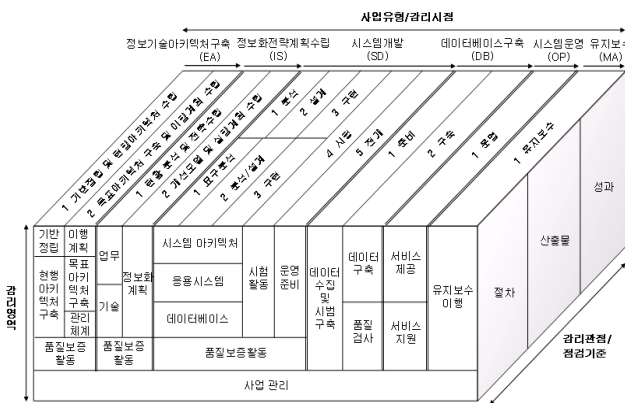 사업유형/감리시점
정보기술아키텍처구축
(EA)
정보화전략계획수립
(IS)
시스템개발
(SD)
데이터베이스구축
(DB)
시스템운영
(OP)
유지보수
(MA)
1 기반정립 및 현행아키텍처 수립
2 목표아키텍처 구축 및 이행계획 수립
1 현황 분석 및 전략수립
2 개선모델 및 실행계획 수립
1 분석
2 설계
3 구현
1 요구분석
2 분석/설계
3 구현
4 시험
5 전개
1 준비
2 구축
1 운영
1 유지보수
감리영역
기반
정립
이행
계획
현행
아키
텍처
구축
목표
아키
텍처
구축
관리
체계
품질보증
활동
업무
기술
정보화
계획
품질보증
활동
시스템 아키텍처
응용시스템
데이터베이스
시험
활동
운영
준비
품질보증활동
데이터
수집
및
시범
구축
데이터
구축
품질
검사
서비스
제공
서비스
지원
유지보수
이행
사업 관리
절차
산출물
성과
감리관점/
점검기준